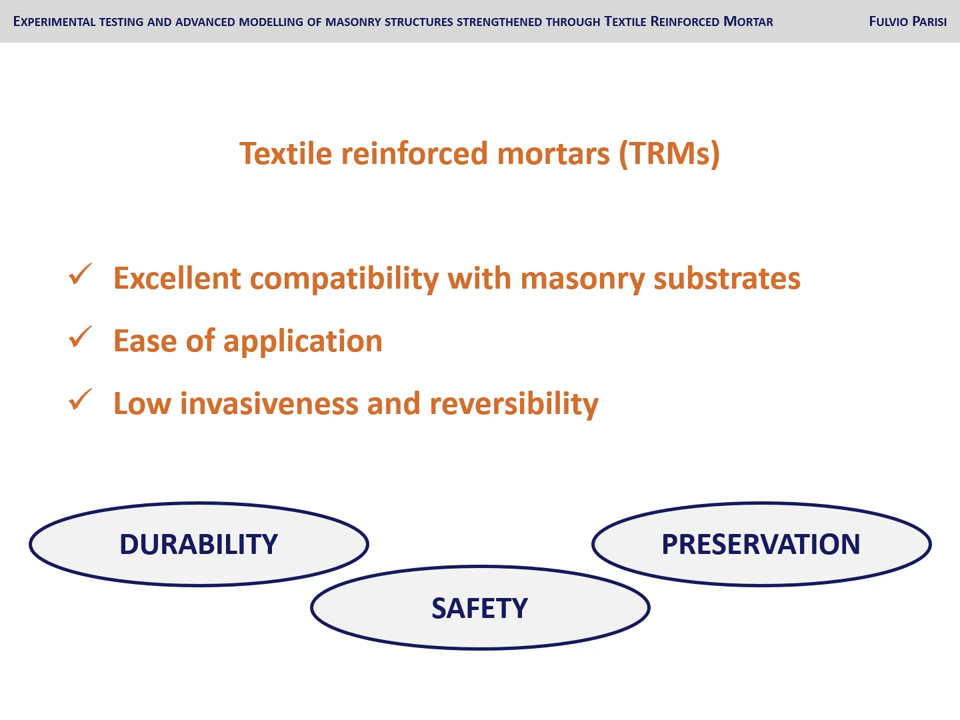 EXPERIMENTAL TESTING AND ADVANCED MODELLING OF MASONRY STRUCTURES STRENGTHENED THROUGH TEXTILE REINFORCED MORTAR FULVIO PARISI
Textile reinforced mortars (TRMs)
✓ Excellent compatibility with masonry substrates
✓ Ease of application
✓ Low invasiveness and reversibility
DURABILITY PRESERVATION
SAFETY